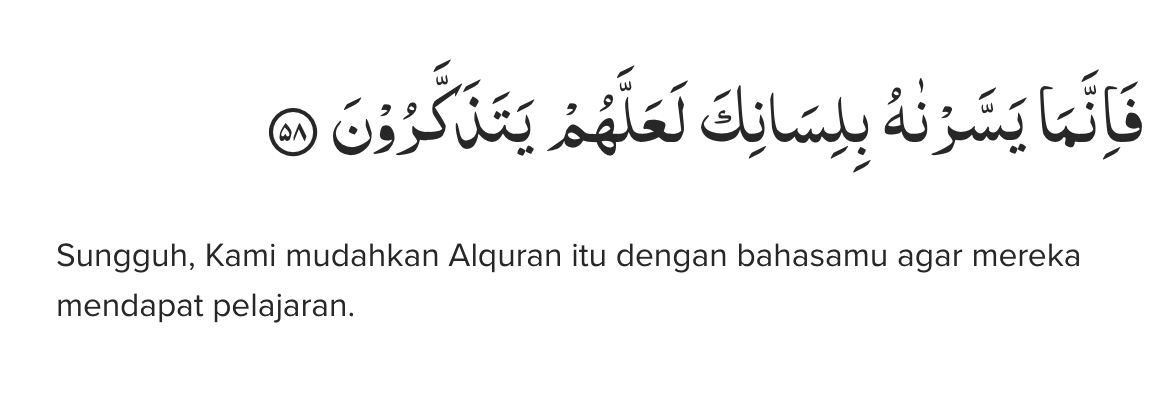 فَاِنَّمَا يَسَّرْنٰهُ بِلِسَانِكَ لَعَلَّهُمْ يَتَذَكَّرُوْنَ ۝٥٨
Sungguh, Kami mudahkan Alquran itu dengan bahasamu agar mereka
mendapat pelajaran.